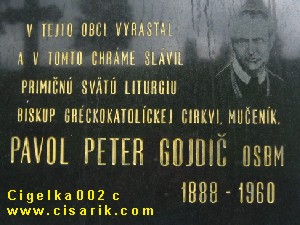 V TEJTO OBCI VYRASTAL
A V TOMTO CHRÁME SLÁVIL
PRIMIČNÚ SVÄTÚ LITURGIU
BISKUP GRÉCKOKATOLÍCKEJ CIRKVI, MUČENÍK,
PAVOL PETER GOJDIČ OSBM
1888 - 1960
Cigelka002 c
www.cisarik.com